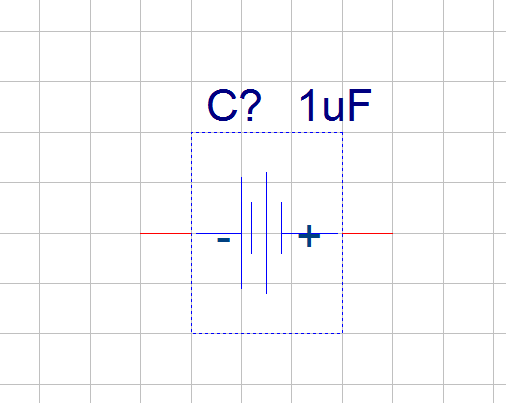 C? 1uF
- +